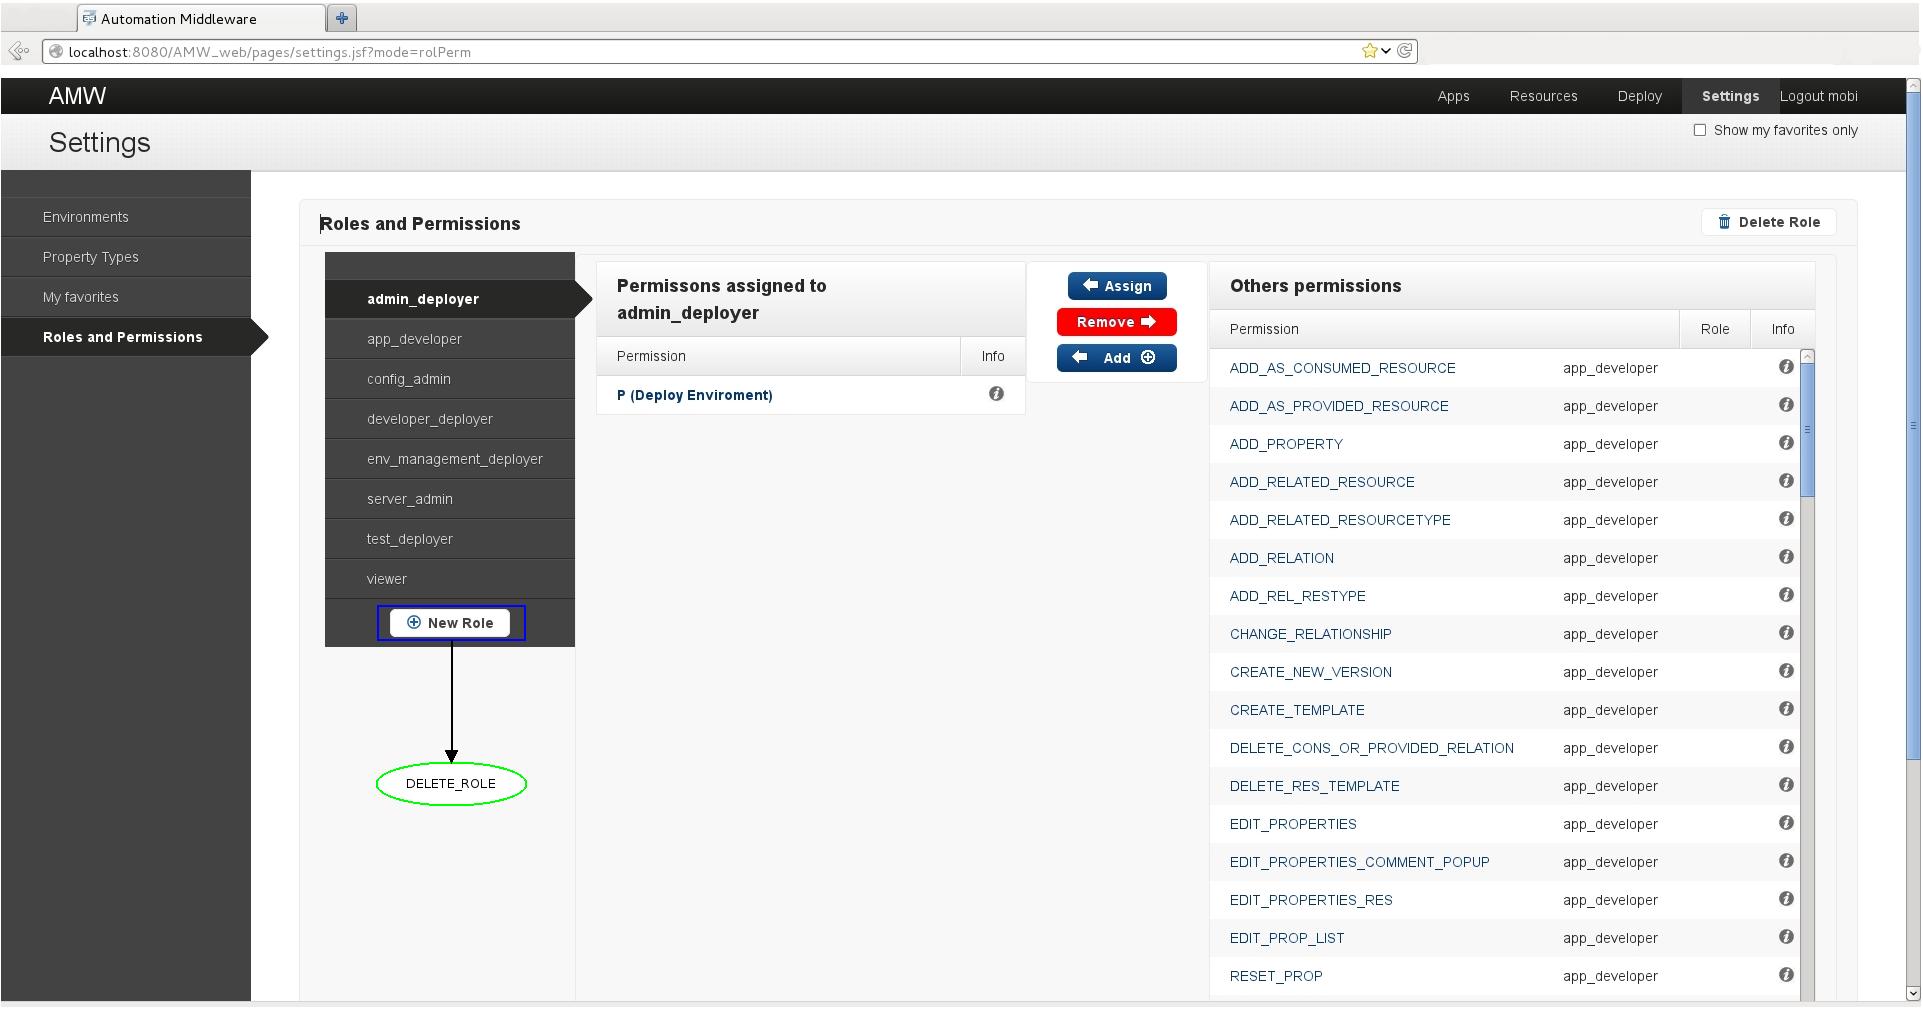 Automation Middleware
localhost:8080/AMW_web/pages/settings.jsf?mode=rolPerm
AMW
Apps Resources Deploy Settings Logout mobi
Settings
Show my favorites only
Environments
Property Types
My favorites
Roles and Permissions
Roles and Permissions
Delete Role
admin_deployer
app_developer
config_admin
developer_deployer
env_management_deployer
server_admin
test_deployer
viewer
New Role
DELETE_ROLE
Permissons assigned to
admin_deployer
Permission Info
P (Deploy Enviroment)
Assign
Remove
Add
Others permissions
Permission Role Info
ADD_AS_CONSUMED_RESOURCE app_developer
ADD_AS_PROVIDED_RESOURCE app_developer
ADD_PROPERTY app_developer
ADD_RELATED_RESOURCE app_developer
ADD_RELATED_RESOURCETYPE app_developer
ADD_RELATION app_developer
ADD_REL_RESTYPE app_developer
CHANGE_RELATIONSHIP app_developer
CREATE_NEW_VERSION app_developer
CREATE_TEMPLATE app_developer
DELETE_CONS_OR_PROVIDED_RELATION app_developer
DELETE_RES_TEMPLATE app_developer
EDIT_PROPERTIES app_developer
EDIT_PROPERTIES_COMMENT_POPUP app_developer
EDIT_PROPERTIES_RES app_developer
EDIT_PROP_LIST app_developer
RESET_PROP app_developer